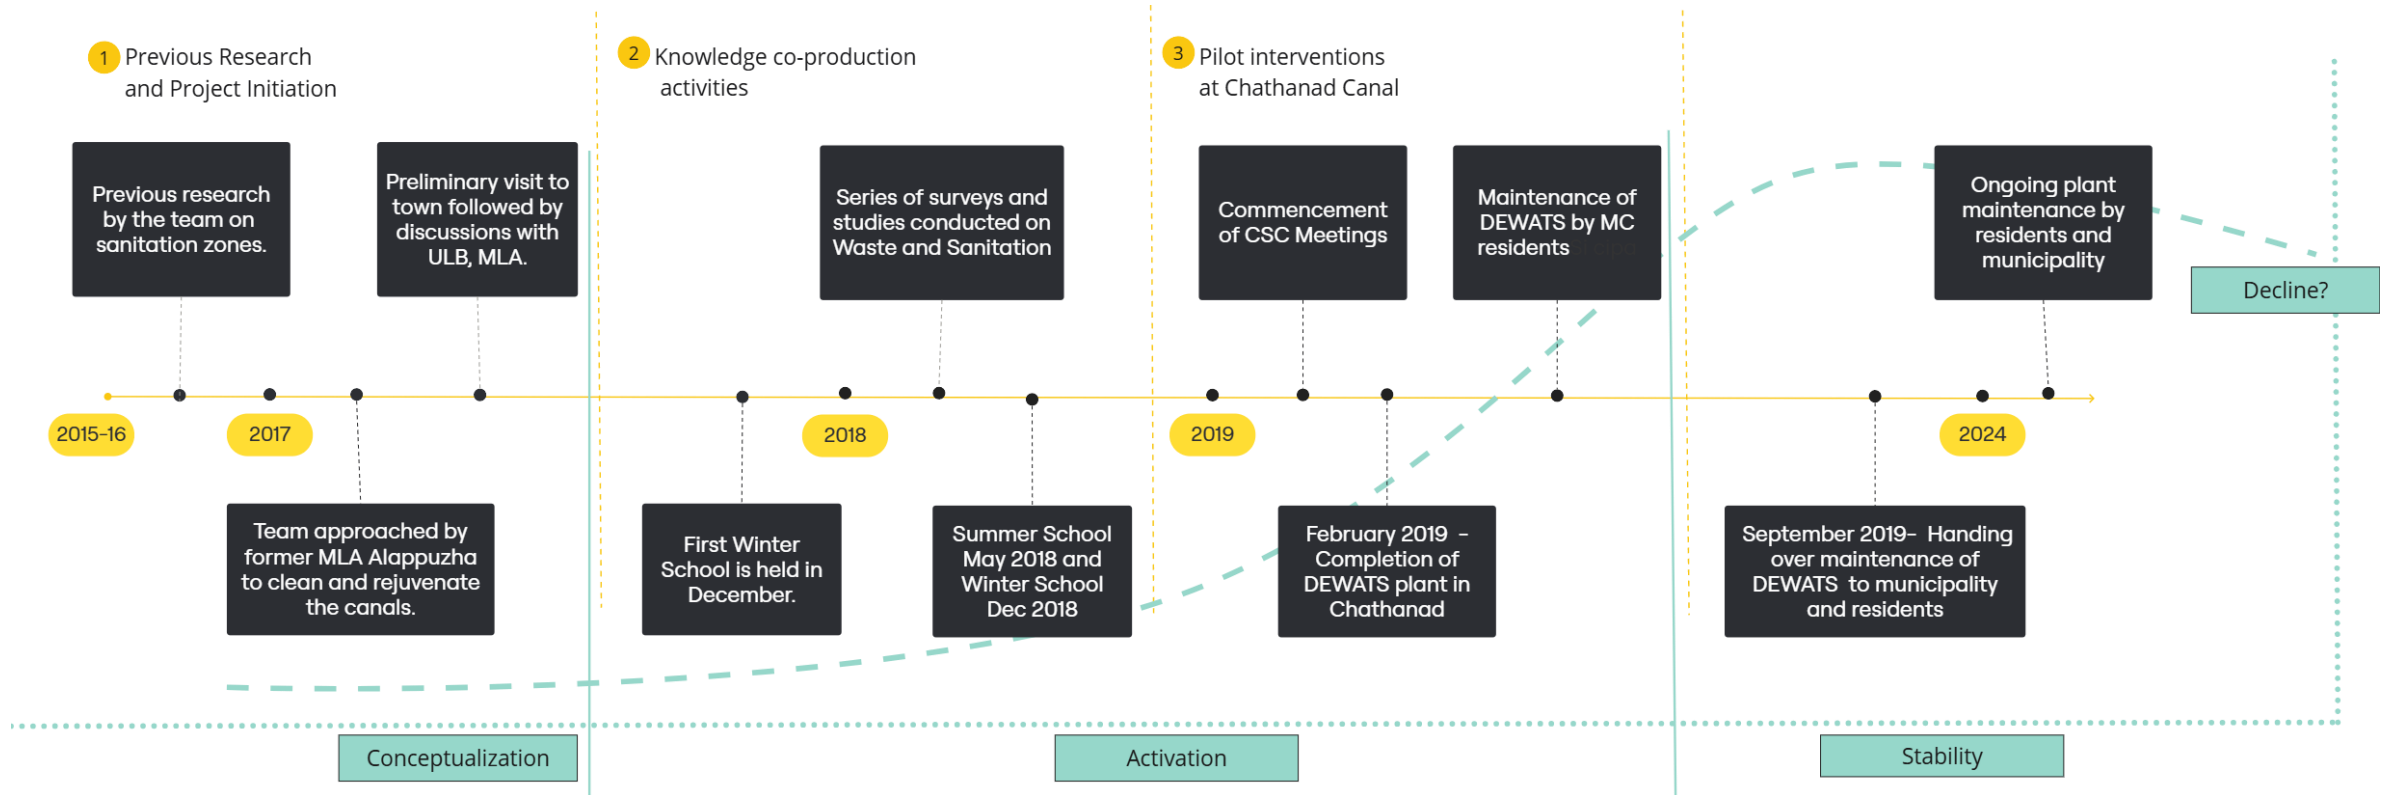 1
Previous Research
and Project Initiation
2
Knowledge co-production
activities
3
Pilot interventions
at Chathanad Canal
Previous research
by the team on
sanitation zones.
Preliminary visit to
town followed by
discussions with
ULB, MLA.
Series of surveys and
studies conducted on
Waste and Sanitation
Commencement
of CSC Meetings
Maintenance of
DEWATS by MC
residents
Ongoing plant
maintenance by
residents and
municipality
Decline?
2015-16
2017
2018
2019
2024
Team approached by
former MLA Alappuzha
to clean and rejuvenate
the canals.
First Winter
School is held in
December.
Summer School
May 2018 and
Winter School
Dec 2018
February 2019 -
Completion of
DEWATS plant in
Chathanad
September 2019- Handing
over maintenance of
DEWATS to municipality
and residents
Conceptualization
Activation
Stability